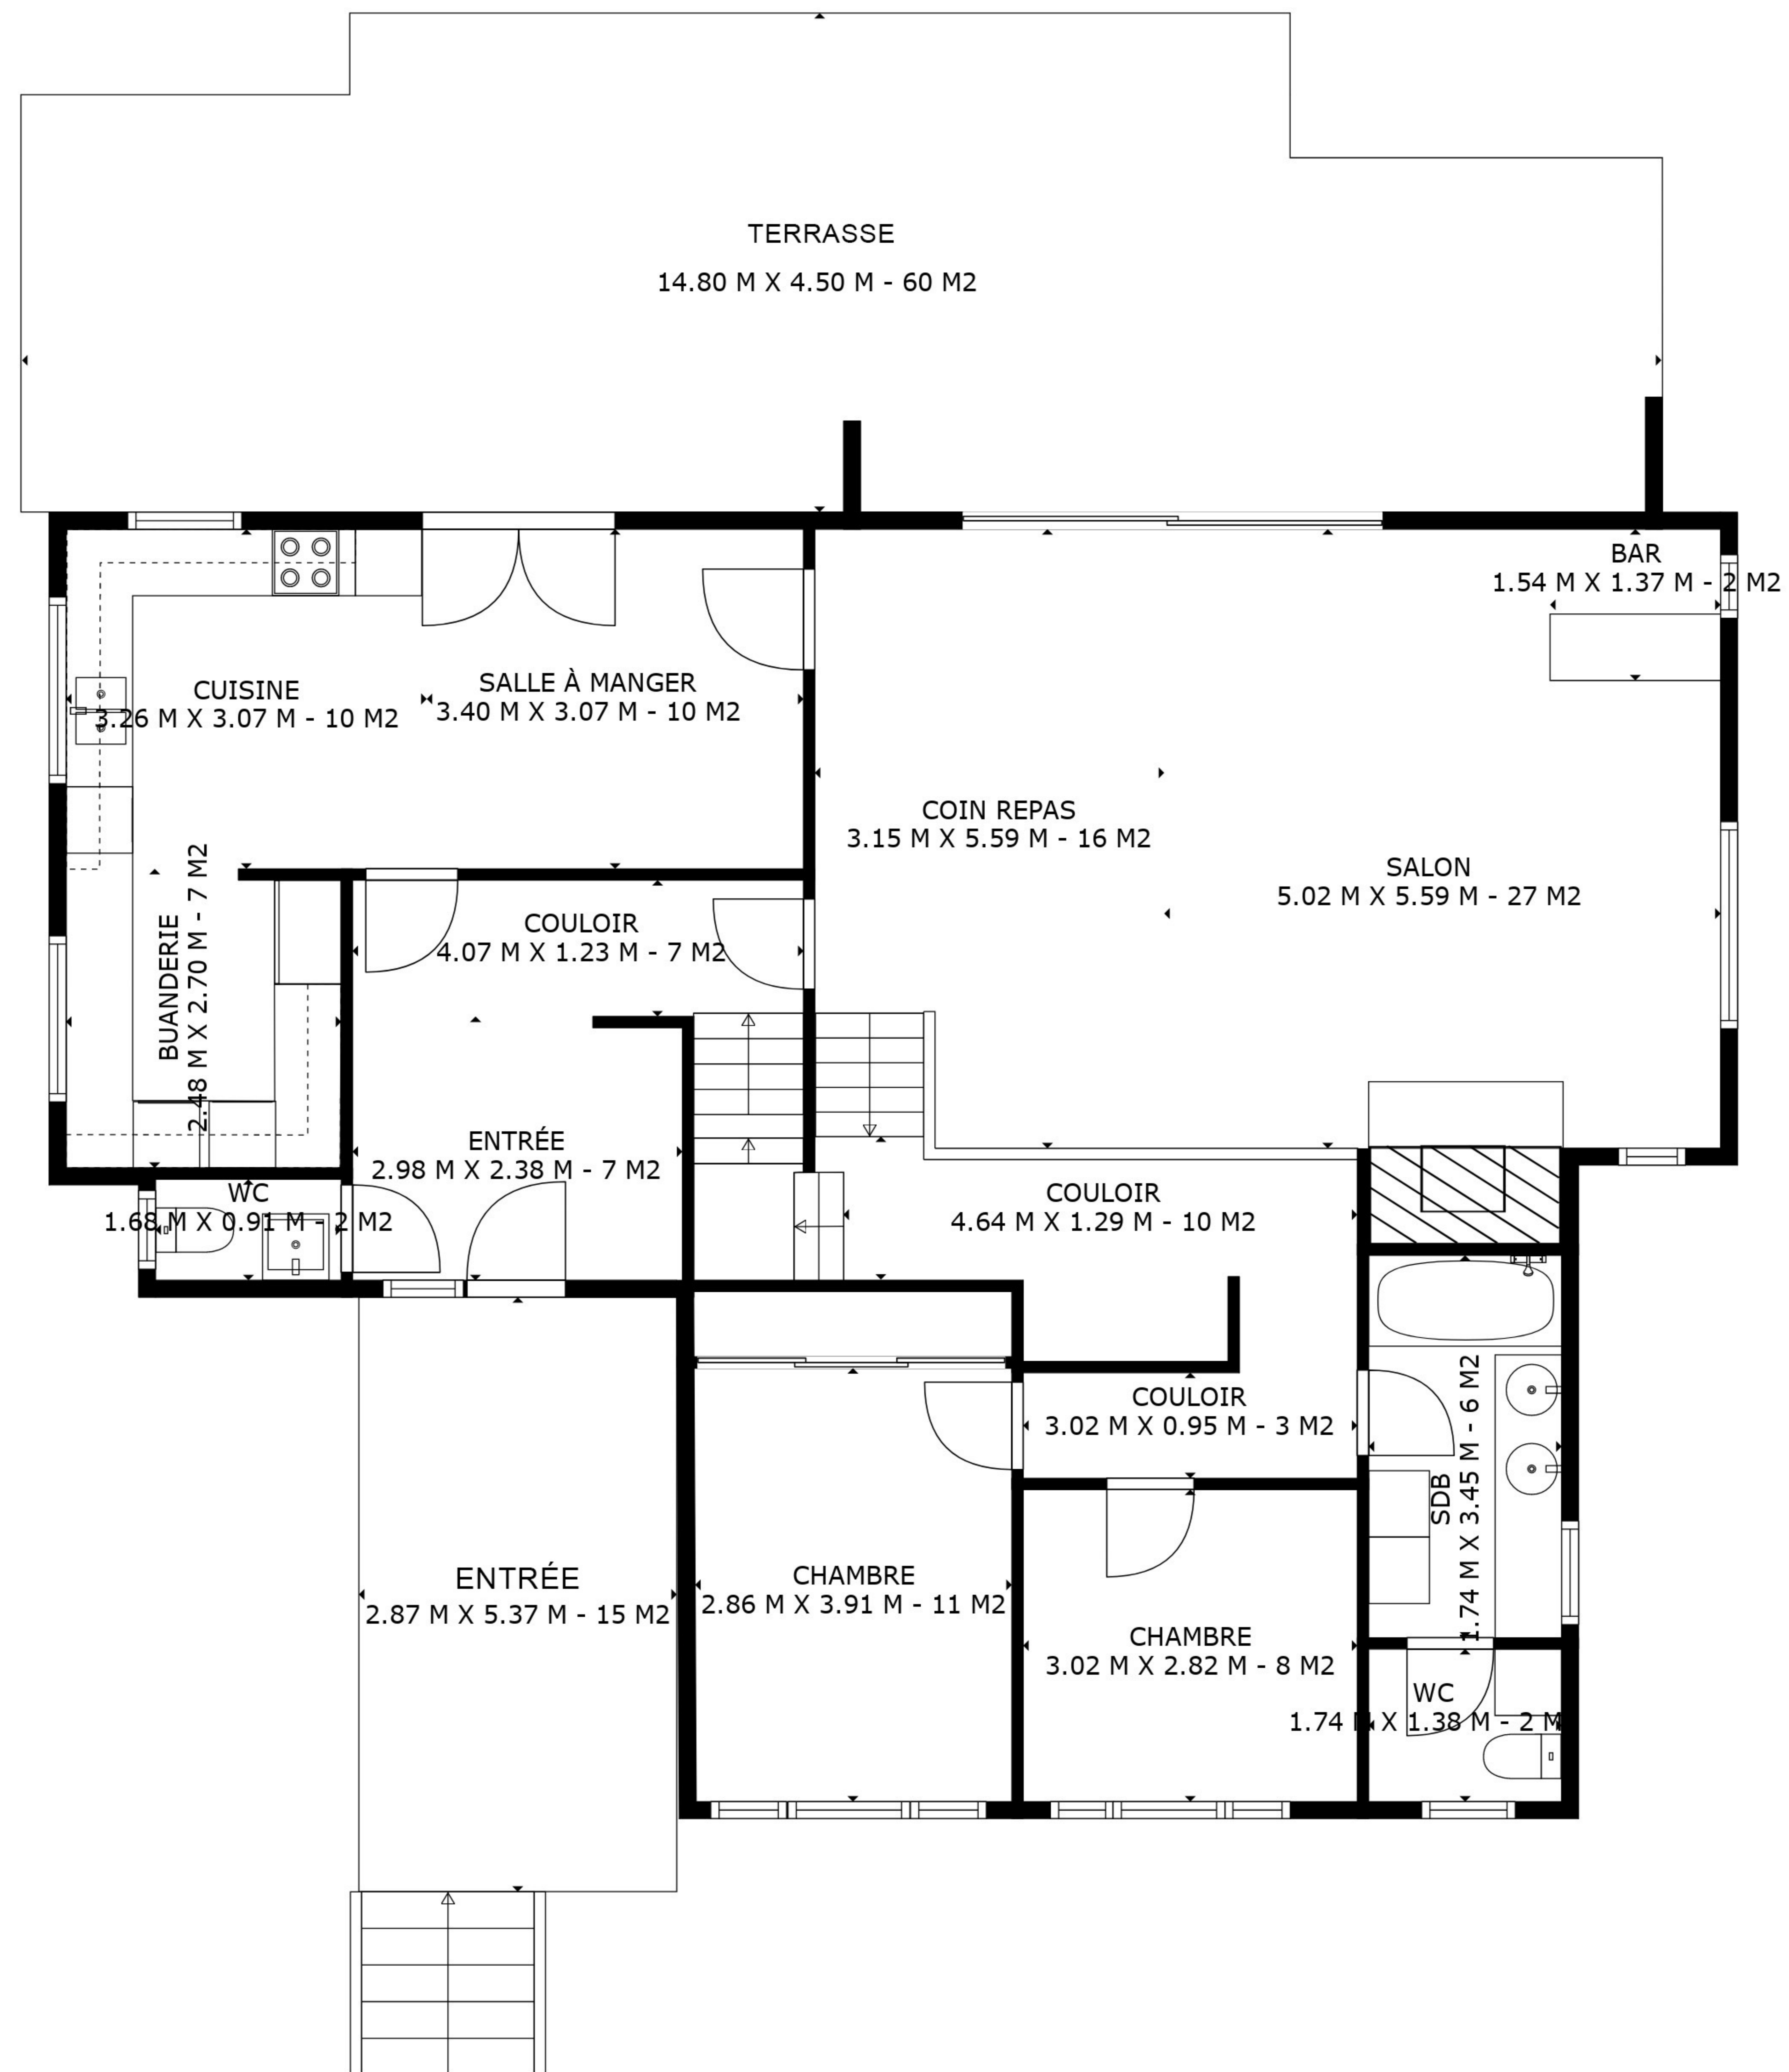 TERRASSE
14.80 M X 4.50 M - 60 M2
BAR
1.54 M X 1.37 M - 2 M2
CUISINE
3.26 M X 3.07 M - 10 M2
SALLE À MANGER
3.40 M X 3.07 M - 10 M2
COIN REPAS
3.15 M X 5.59 M - 16 M2
SALON
5.02 M X 5.59 M - 27 M2
BUANDERIE
2.48 M X 2.70 M - 7 M2
COULOIR
4.07 M X 1.23 M - 7 M2
ENTRÉE
2.98 M X 2.38 M - 7 M2
WC
1.68 M X 0.91 M - 2 M2
COULOIR
4.64 M X 1.29 M - 10 M2
COULOIR
3.02 M X 0.95 M - 3 M2
SDB
1.74 M X 3.45 M - 6 M2
ENTRÉE
2.87 M X 5.37 M - 15 M2
CHAMBRE
2.86 M X 3.91 M - 11 M2
CHAMBRE
3.02 M X 2.82 M - 8 M2
WC
1.74 M X 1.38 M - 2 M